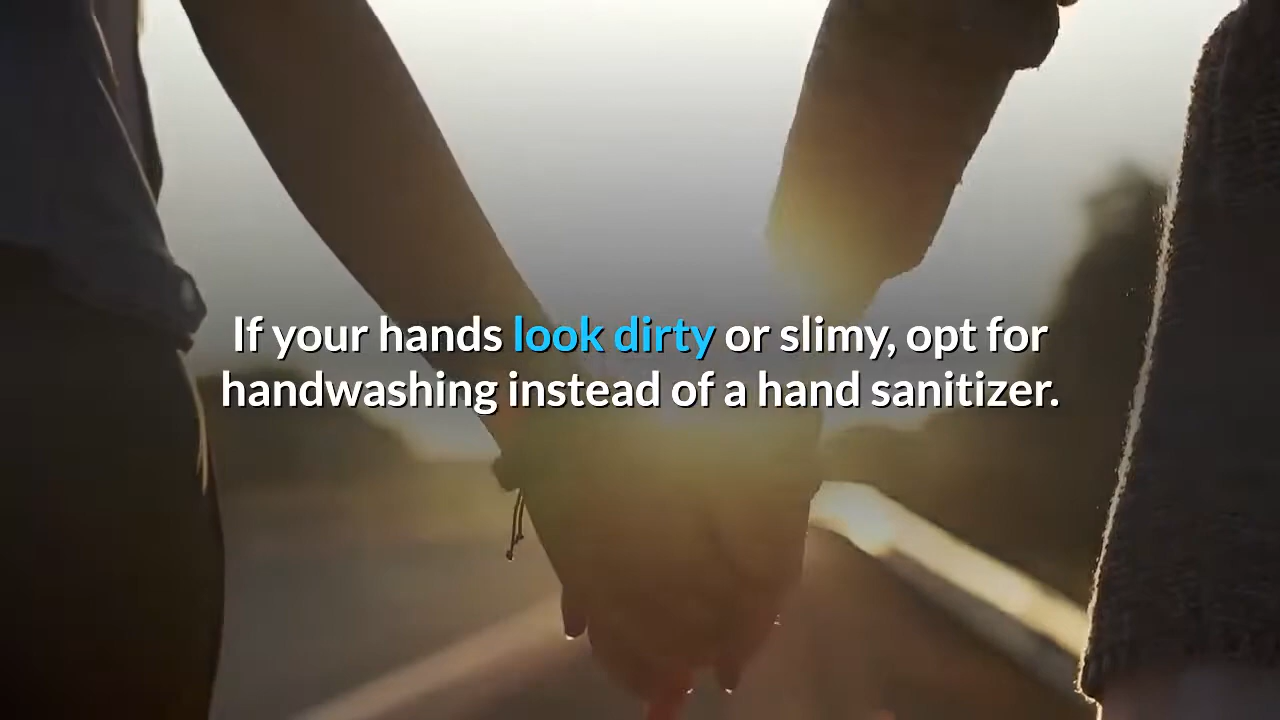 If your hands look dirty or slimy, opt for
handwashing instead of a hand sanitizer.